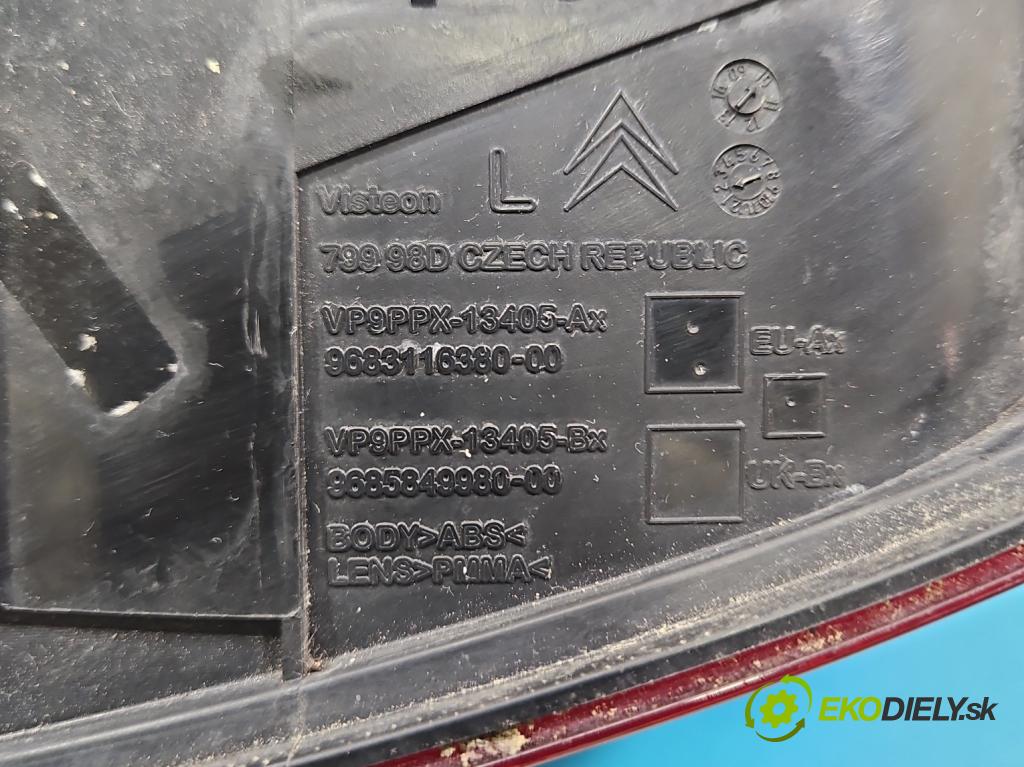 Visteon L
799 98D CZECH REPUBLIC
VP9PPX-13405-Ax
9683116380-00
EU-Ax
VP9PPX-13405-Bx
9685849980-00
UK-Bx
BODY>ABS<
LENS>PMMA<
EKODIELY.sk